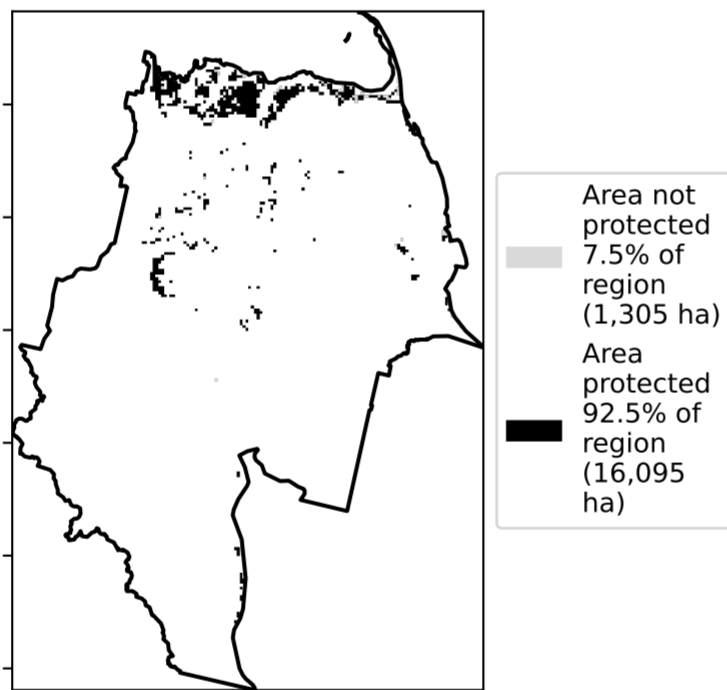 Area not
protected
7.5% of
region
(1,305 ha)
Area
protected
92.5% of
region
(16,095
ha)